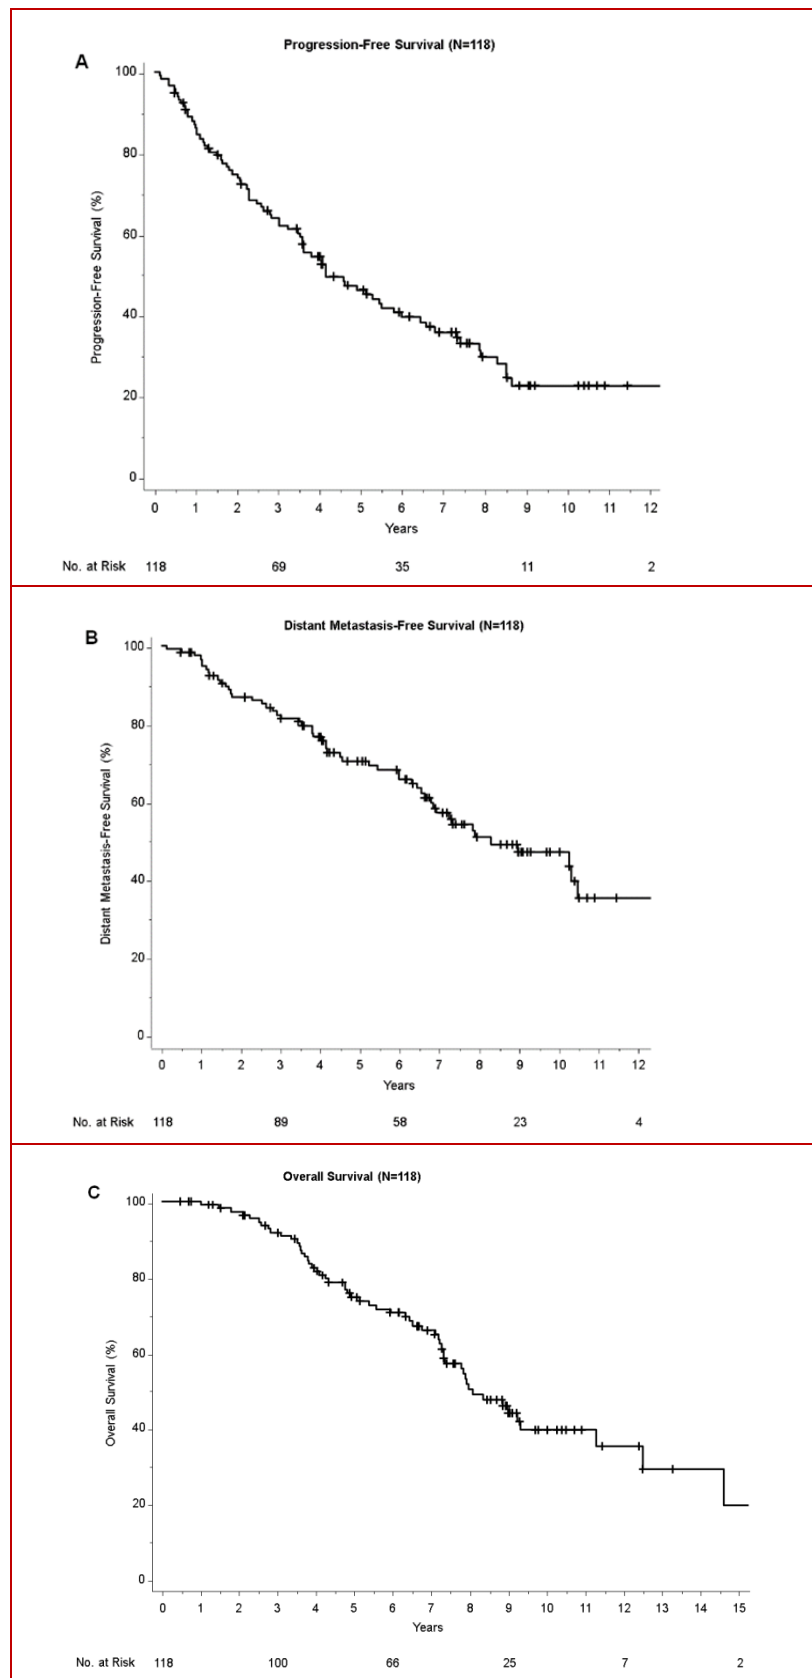 Progression-Free Survival (N=118)
A
Progression-Free Survival (%)
100
80
60
40
20
0
0 1 2 3 4 5 6 7 8 9 10 11 12
Years
No. at Risk 118 69 35 11 2
Distant Metastasis-Free Survival (N=118)
B
Distant Metastasis-Free Survival (%)
100
80
60
40
20
0
0 1 2 3 4 5 6 7 8 9 10 11 12
Years
No. at Risk 118 89 58 23 4
Overall Survival (N=118)
C
Overall Survival (%)
100
80
60
40
20
0
0 1 2 3 4 5 6 7 8 9 10 11 12 13 14 15
Years
No. at Risk 118 100 66 25 7 2